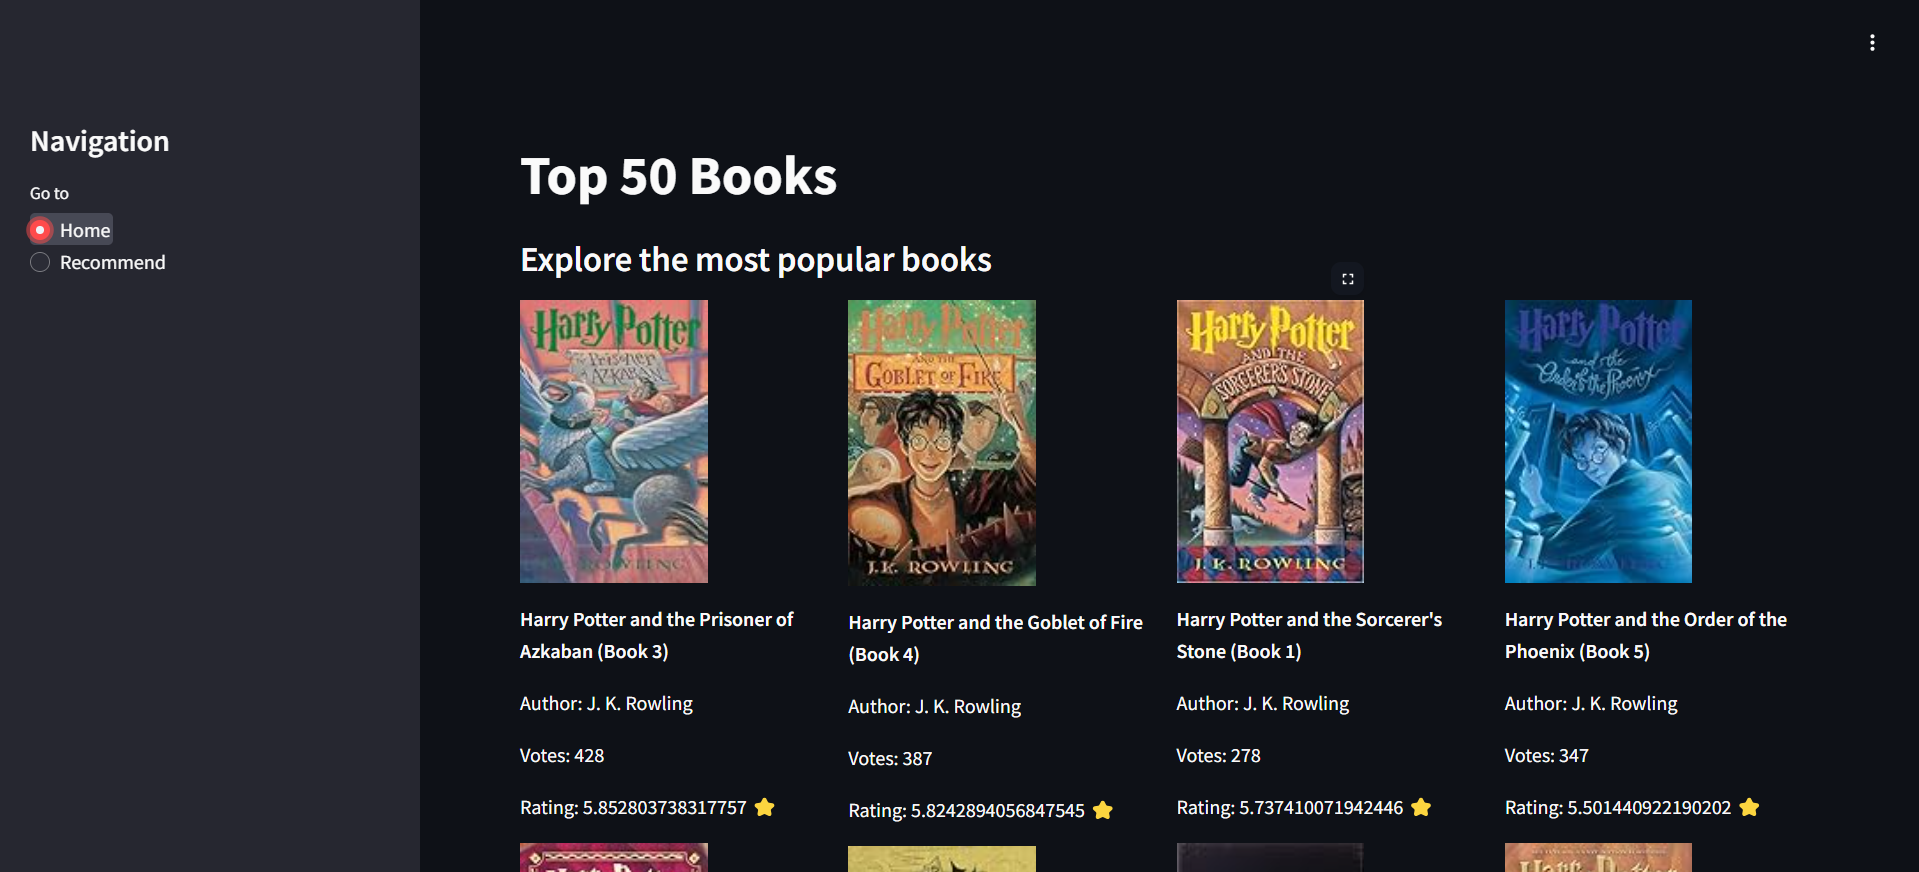 Navigation
Go to
Home
Recommend
Top 50 Books
Explore the most popular books
Harry Potter
The Prisoner
of AZKABAN
Harry Potter
AND THE
GOBLET OF FIRE
J.K. ROWLING
Harry Potter
AND THE
SORCERER'S STONE
J. K. ROWLING
Harry Potter
and the
Order of the Phoenix
Harry Potter and the Prisoner of
Azkaban (Book 3)
Author: J. K. Rowling
Votes: 428
Rating: 5.852803738317757
Harry Potter and the Goblet of Fire
(Book 4)
Author: J. K. Rowling
Votes: 387
Rating: 5.8242894056847545
Harry Potter and the Sorcerer's
Stone (Book 1)
Author: J. K. Rowling
Votes: 278
Rating: 5.737410071942446
Harry Potter and the Order of the
Phoenix (Book 5)
Author: J. K. Rowling
Votes: 347
Rating: 5.501440922190202
Harry Potter